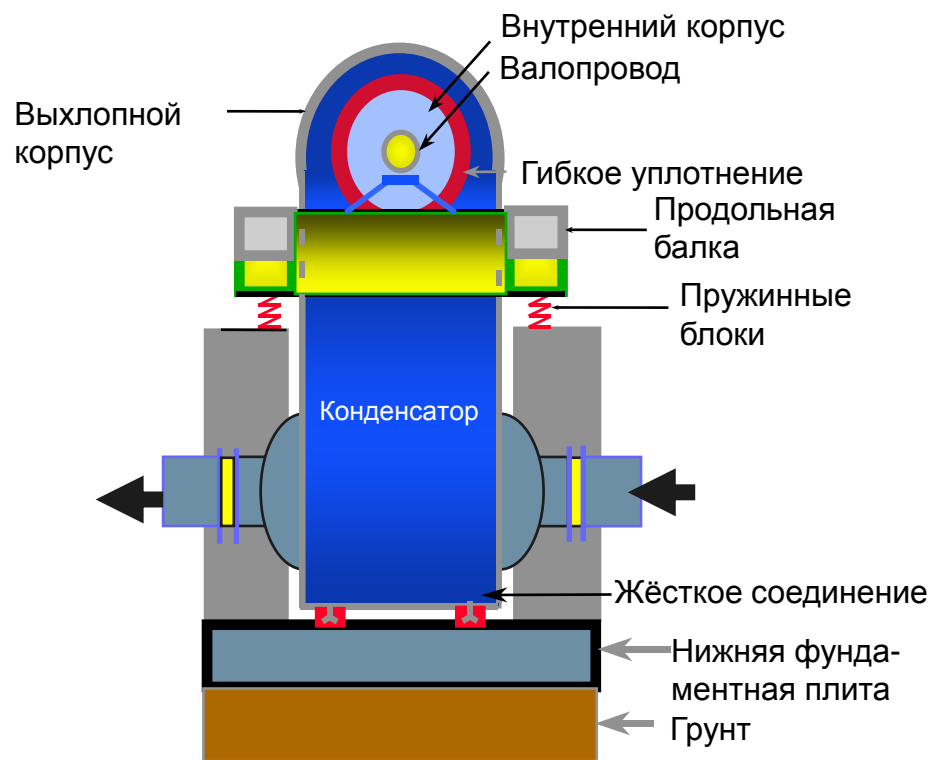 Внутренний корпус
Валопровод
Выхлопной
корпус
Гибкое уплотнение
Продольная
балка
Пружинные
блоки
Конденсатор
Жёсткое соединение
Нижняя фунда-
ментная плита
Грунт